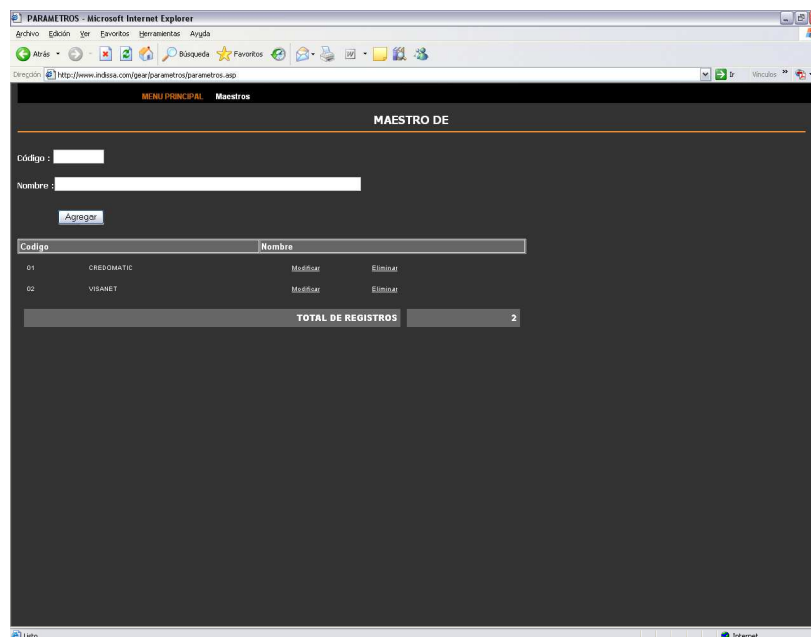 PARAMETROS - Microsoft Internet Explorer
Archivo Edición Ver Favoritos Herramientas Ayuda
Atrás Búsqueda Favoritos
Dirección http://www.indissa.com/gear/parametros/parametros.asp Ir Vínculos »
MENU PRINCIPAL Maestros
MAESTRO DE
Código :
Nombre :
Agregar
Codigo Nombre
01 CREDOMATIC Modificar Eliminar
02 VISANET Modificar Eliminar
TOTAL DE REGISTROS 2
Listo Internet